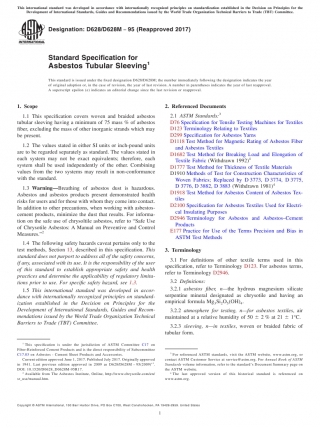 This international standard was developed in accordance with internationally recognized principles on standardization established in the Decision on Principles for the
Development of International Standards, Guides and Recommendations issued by the World Trade Organization Technical Barriers to Trade (TBT) Committee.
Designation: D628/D628M − 95 (Reapproved 2017)
INTERNATIONAL
Standard Specification for
Asbestos Tubular Sleeving1
This standard is issued under the fixed designation D628/D628M; the number immediately following the designation indicates the year
of original adoption or, in the case of revision, the year of last revision. A number in parentheses indicates the year of last reapproval.
A superscript epsilon (ε) indicates an editorial change since the last revision or reapproval.
1. Scope
1.1 This specification covers woven and braided asbestos
tubular sleeving having a minimum of 75 mass % of asbestos
fiber, excluding the mass of other inorganic strands which may
be present.
1.2 The values stated in either SI units or inch-pound units
are to be regarded separately as standard. The values stated in
each system may not be exact equivalents; therefore, each
system shall be used independently of the other. Combining
values from the two systems may result in non-conformance
with the standard.
1.3 Warning—Breathing of asbestos dust is hazardous.
Asbestos and asbestos products present demonstrated health
risks for users and for those with whom they come into contact.
In addition to other precautions, when working with asbestos-
cement products, minimize the dust that results. For informa-
tion on the safe use of chrysotile asbestos, refer to "Safe Use
of Chrysotile Asbestos: A Manual on Preventive and Control
Measures."2
1.4 The following safety hazards caveat pertains only to the
test methods, Section 13, described in this specification. This
standard does not purport to address all of the safety concerns,
if any, associated with its use. It is the responsibility of the user
of this standard to establish appropriate safety and health
practices and determine the applicability of regulatory limita-
tions prior to use. For specific safety hazard, see 1.3.
1.5 This international standard was developed in accor-
dance with internationally recognized principles on standard-
ization established in the Decision on Principles for the
Development of International Standards, Guides and Recom-
mendations issued by the World Trade Organization Technical
Barriers to Trade (TBT) Committee.
1 This specification is under the jurisdiction of ASTM Committee C17 on
Fiber-Reinforced Cement Products and is the direct responsibility of Subcommittee
C17.03 on Asbestos - Cement Sheet Products and Accessories.
Current edition approved June 1, 2017. Published July 2017. Originally approved
in 1941. Last previous edition approved in 2009 as D628/D628M – 95(2009)ε1.
DOI: 10.1520/D0628_D0628M-95R17.
2 Available from The Asbestos Institute, Online, http://www.chrysotile.com/en/
sr_use/manual.htm.
2. Referenced Documents
2.1 ASTM Standards:3
D76 Specification for Tensile Testing Machines for Textiles
D123 Terminology Relating to Textiles
D299 Specification for Asbestos Yarns
D1118 Test Method for Magnetic Rating of Asbestos Fiber
and Asbestos Textiles
D1682 Test Method for Breaking Load and Elongation of
Textile Fabric (Withdrawn 1992)4
D1777 Test Method for Thickness of Textile Materials
D1910 Methods of Test for Construction Characteristics of
Woven Fabrics; Replaced by D 3773, D 3774, D 3775,
D 3776, D 3882, D 3883 (Withdrawn 1981)4
D1918 Test Method for Asbestos Content of Asbestos Tex-
tiles
D2100 Specification for Asbestos Textiles Used for Electri-
cal Insulating Purposes
D2946 Terminology for Asbestos and Asbestos–Cement
Products
E177 Practice for Use of the Terms Precision and Bias in
ASTM Test Methods
3. Terminology
3.1 For definitions of other textile terms used in this
specification, refer to Terminology D123. For asbestos terms,
refer to Terminology D2946.
3.2 Definitions:
3.2.1 asbestos fiber, n—the hydrous magnesium silicate
serpentine mineral designated as chrysotile and having an
empirical formula Mg3Si2O5(OH)4.
3.2.2 atmosphere for testing, n—for asbestos textiles, air
maintained at a relative humidity of 50 ± 2 % at 21 ± 1°C.
3.2.3 sleeving, n—in textiles, woven or braided fabric of
tubular form.
3 For referenced ASTM standards, visit the ASTM website, www.astm.org, or
contact ASTM Customer Service at service@astm.org. For Annual Book of ASTM
Standards volume information, refer to the standard's Document Summary page on
the ASTM website.
4 The last approved version of this historical standard is referenced on
www.astm.org.
Copyright © ASTM International, 100 Barr Harbor Drive, PO Box C700, West Conshohocken, PA 19428-2959. United States
1